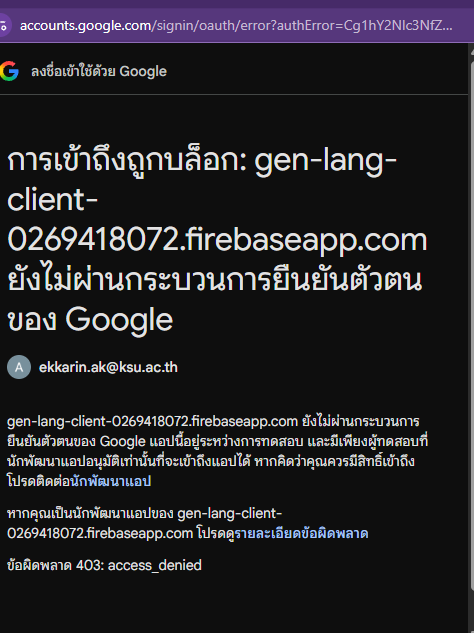 accounts.google.com/signin/oauth/error?authError=Cg1hY2Nlc3NfZ...
ลงชื่อเข้าใช้ด้วย Google
การเข้าถึงถูกบล็อก: gen-lang-
client-
0269418072.firebaseapp.com
ยังไม่ผ่านกระบวนการยืนยันตัวตน
ของ Google
A ekkarin.ak@ksu.ac.th
gen-lang-client-0269418072.firebaseapp.com ยังไม่ผ่านกระบวนการ
ยืนยันตัวตนของ Google แอปนี้อยู่ระหว่างการทดสอบ และมีเพียงผู้ทดสอบที่
นักพัฒนาแอปอนุมัติเท่านั้นที่จะเข้าถึงแอปได้ หากคิดว่าคุณควรมีสิทธิ์เข้าถึง
โปรดติดต่อนักพัฒนาแอป
หากคุณเป็นนักพัฒนาแอปของ gen-lang-client-
0269418072.firebaseapp.com โปรดดูรายละเอียดข้อผิดพลาด
ข้อผิดพลาด 403: access_denied